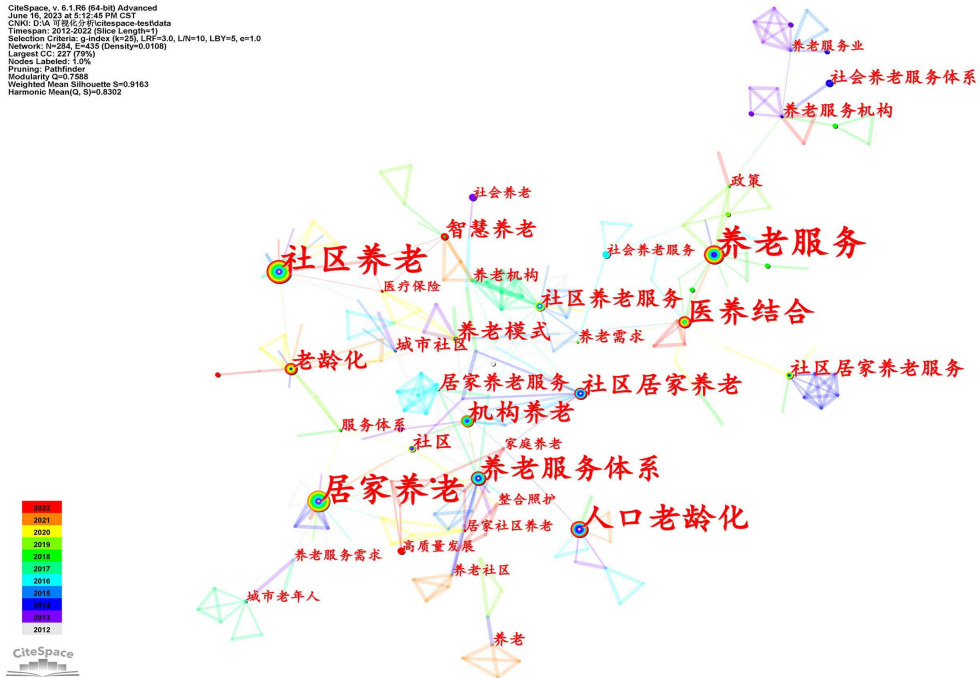 CiteSpace, v. 6.1.R6 (64-bit) Advanced
June 16, 2023 at 5:12:45 PM CST
CNKI: D:\A 可视化分析\citespace-test\data
Timespan: 2012-2022 (Slice Length=1)
Selection Criteria: g-index (k=25), LRF=3.0, L/N=10, LBY=5, e=1.0
Network: N=284, E=435 (Density=0.0108)
Largest CC: 227 (79%)
Nodes Labeled: 1.0%
Pruning: Pathfinder
Modularity Q=0.7588
Weighted Mean Silhouette S=0.9163
Harmonic Mean(Q, S)=0.8302
养老服务业
社会养老服务体系
养老服务机构
政策
社会养老
智慧养老
养老服务
社会养老服务
社区养老
养老机构
医疗保险
社区养老服务
医养结合
养老模式
养老需求
城市社区
老龄化
社区居家养老服务
居家养老服务
社区居家养老
机构养老
服务体系
社区
家庭养老
养老服务体系
居家养老
整合照护
人口老龄化
居家社区养老
高质量发展
养老服务需求
养老社区
城市老年人
养老
2022
2021
2020
2019
2018
2017
2016
2015
2014
2013
2012
CiteSpace